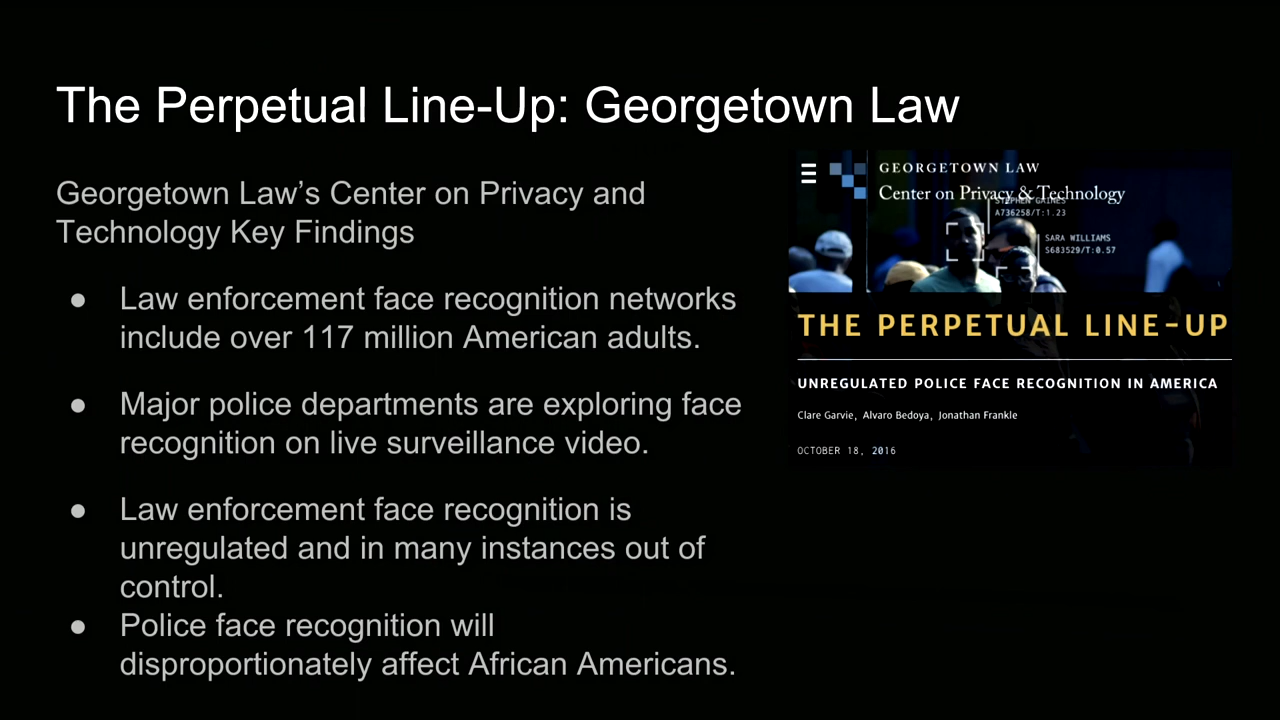 The Perpetual Line-Up: Georgetown Law
Georgetown Law’s Center on Privacy and
Technology Key Findings
● Law enforcement face recognition networks
include over 117 million American adults.
● Major police departments are exploring face
recognition on live surveillance video.
● Law enforcement face recognition is
unregulated and in many instances out of
control.
● Police face recognition will
disproportionately affect African Americans.
GEORGETOWN LAW
Center on Privacy & Technology
STEPHEN GAINES
A736258/T:1.23
SARA WILLIAMS
S683529/T:0.57
THE PERPETUAL LINE-UP
UNREGULATED POLICE FACE RECOGNITION IN AMERICA
Clare Garvie, Alvaro Bedoya, Jonathan Frankle
OCTOBER 18, 2016